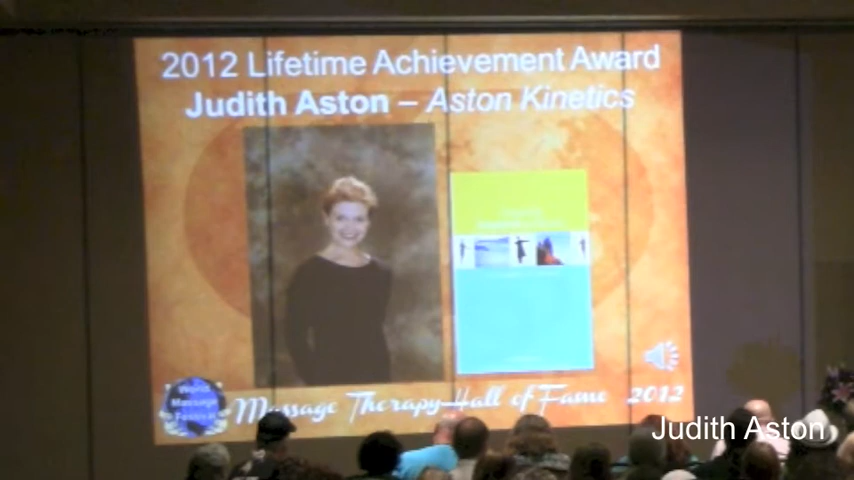 2012 Lifetime Achievement Award
Judith Aston – Aston Kinetics
World
Massage
Festival
Massage Therapy Hall of Fame 2012
Judith Aston